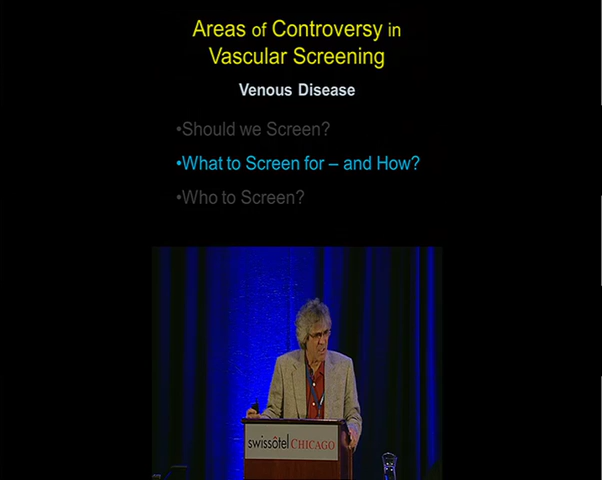 Areas of Controversy in
Vascular Screening
Venous Disease
•Should we Screen?
•What to Screen for – and How?
•Who to Screen?
swissôtel CHICAGO